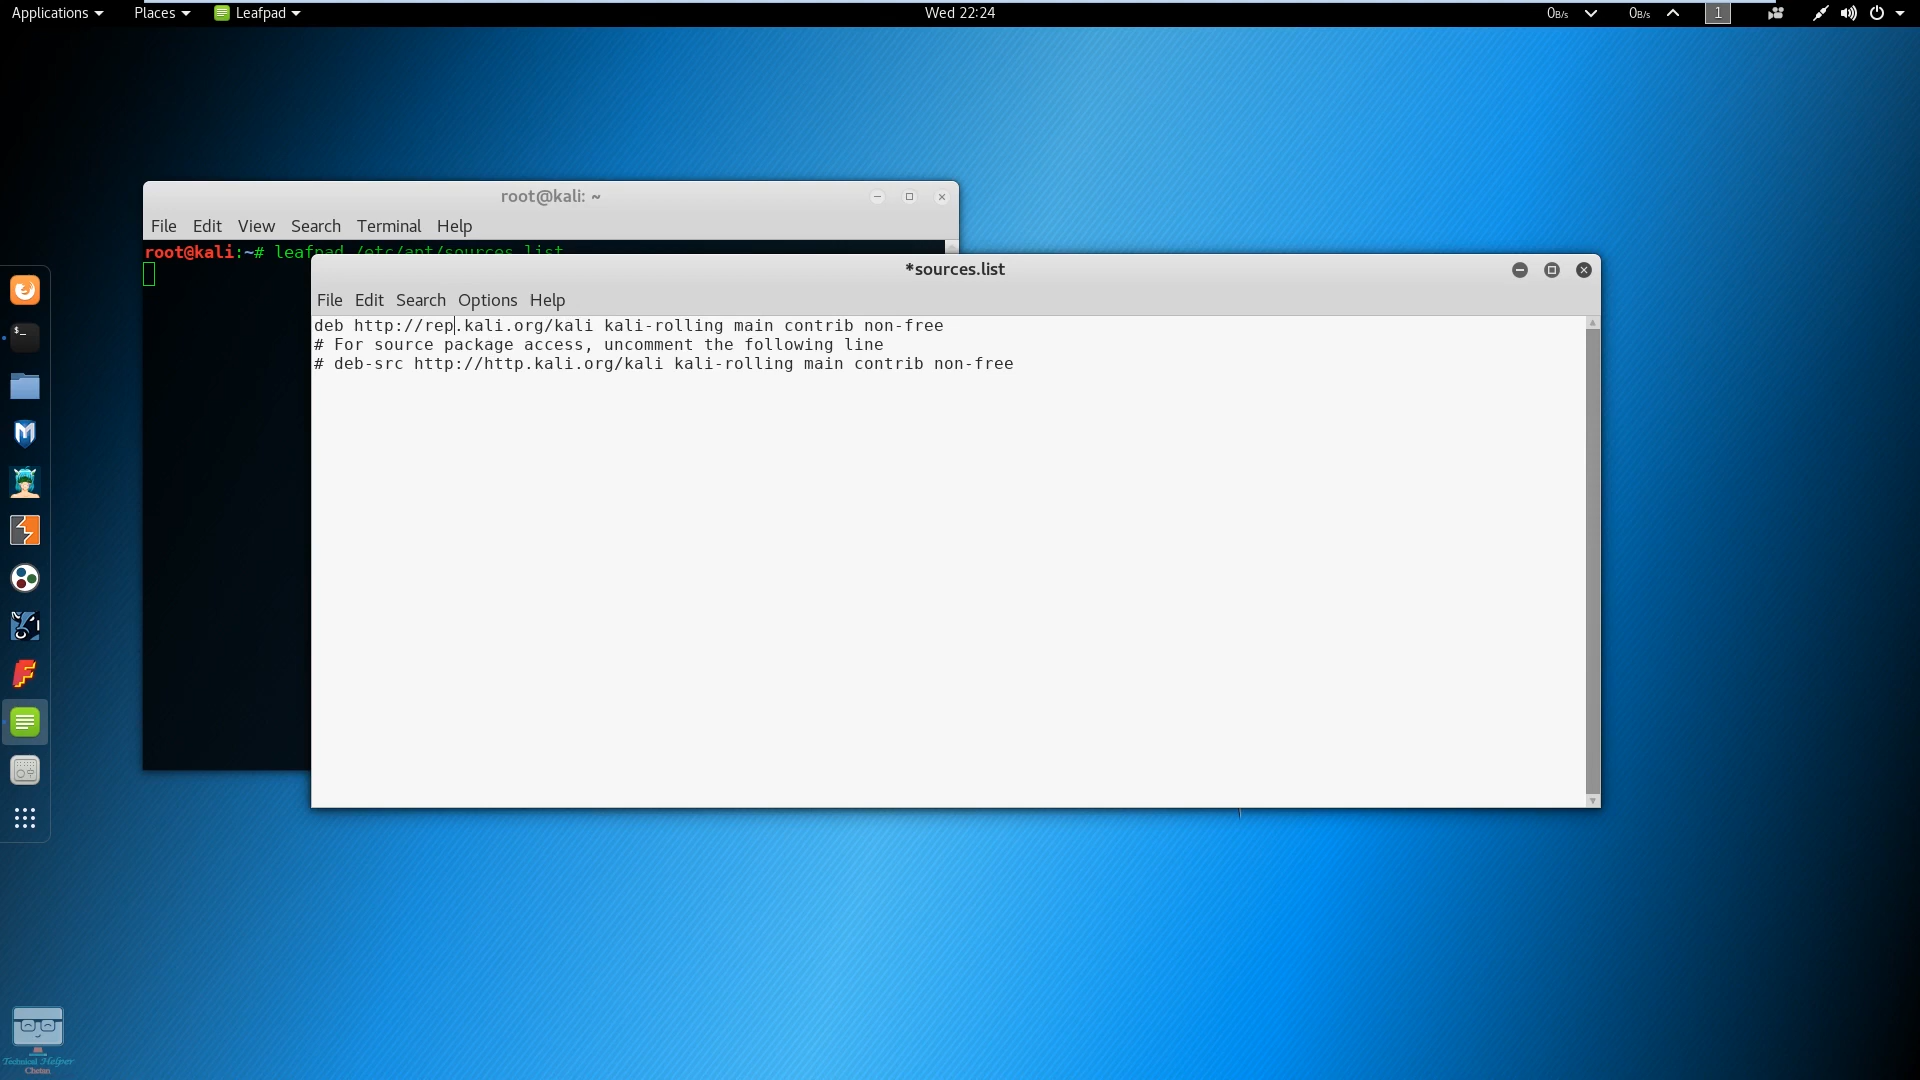 Applications
Places
Leafpad
Wed 22:24
0B/s
0B/s
1
root@kali: ~
File Edit View Search Terminal Help
root@kali:~# leafpad /etc/apt/sources.list
*sources.list
File Edit Search Options Help
deb http://rep.kali.org/kali kali-rolling main contrib non-free
# For source package access, uncomment the following line
# deb-src http://http.kali.org/kali kali-rolling main contrib non-free
Technical Helper
Chetan